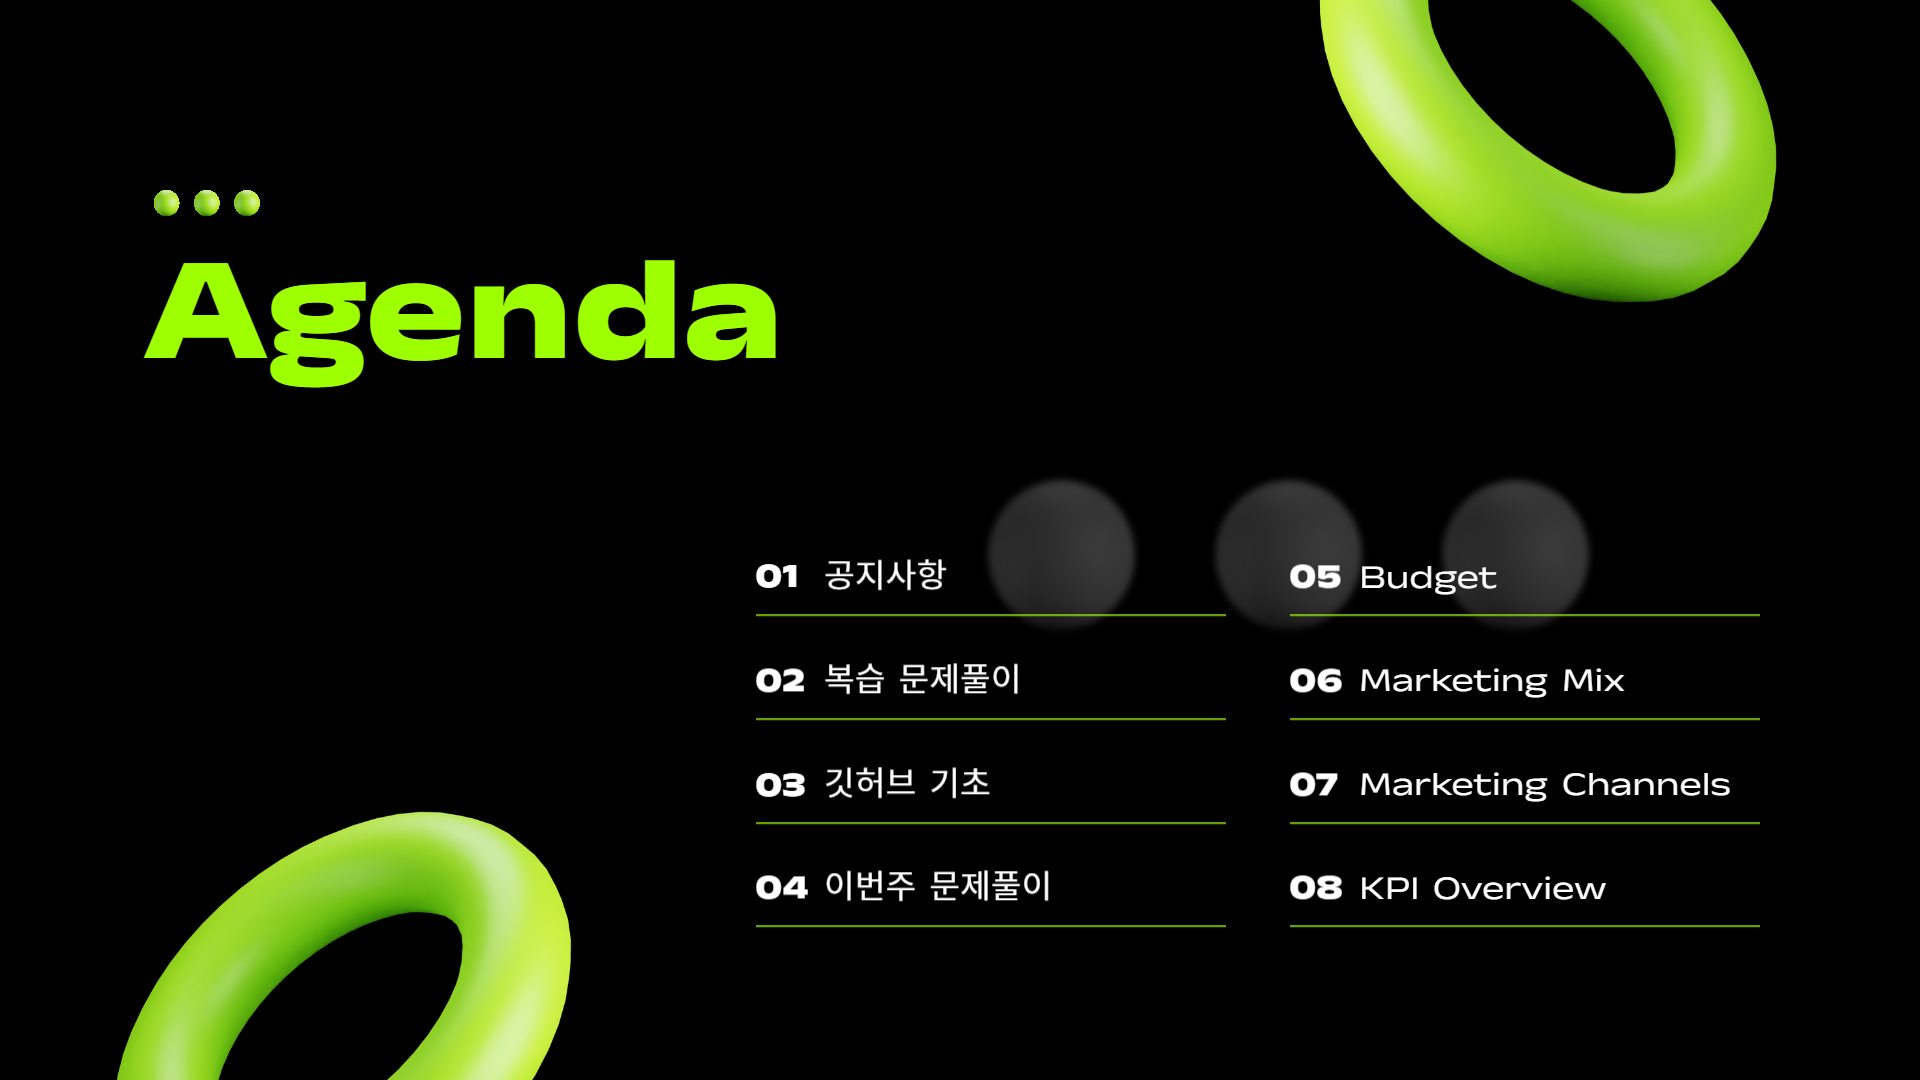 Agenda
01 공지사항
02 복습 문제풀이
03 깃허브 기초
04 이번주 문제풀이
05 Budget
06 Marketing Mix
07 Marketing Channels
08 KPI Overview